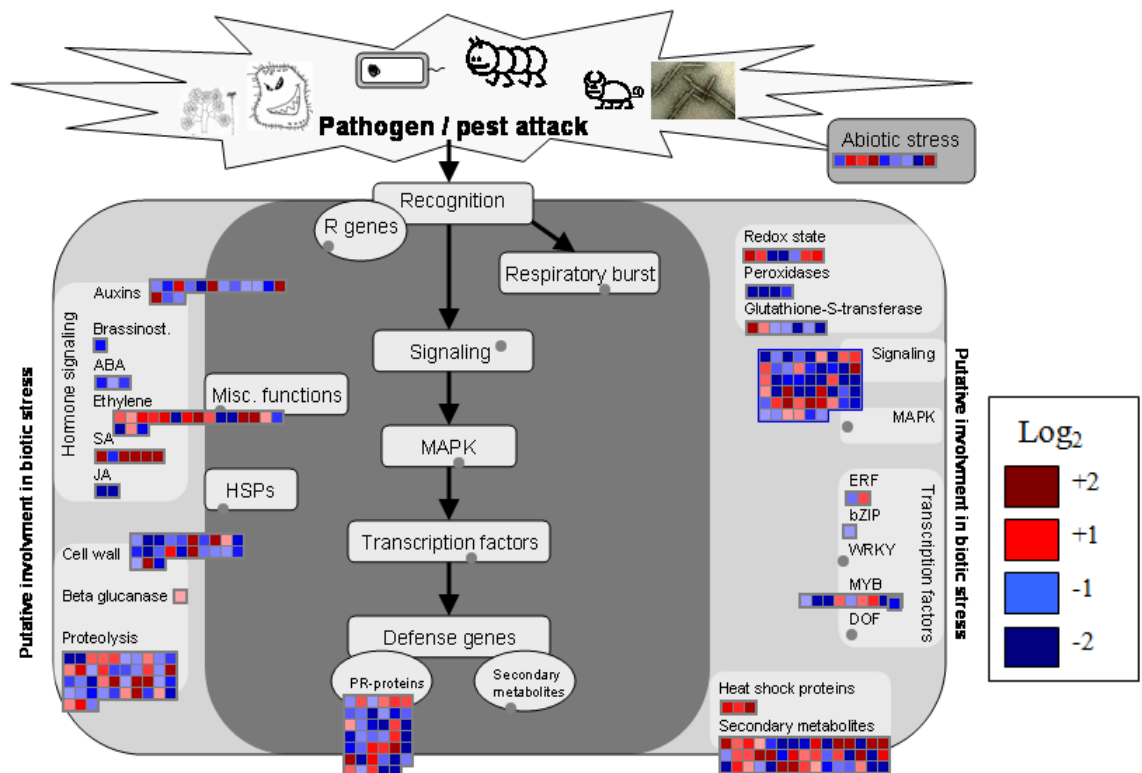 Pathogen / pest attack
Abiotic stress
Recognition
R genes
Respiratory burst
Redox state
Peroxidases
Glutathione-S-transferase
Auxins
Hormone signaling
Brassinost.
ABA
Ethylene
SA
JA
Misc. functions
Signaling
Signaling
MAPK
MAPK
HSPs
ERF
bZIP
WRKY
MYB
DOF
Transcription factors
Transcription factors
Cell wall
Beta glucanase
Proteolysis
Defense genes
PR-proteins
Secondary
metabolites
Heat shock proteins
Secondary metabolites
Putative involvment in biotic stress
Putative involvment in biotic stress
Log2
+2
+1
-1
-2